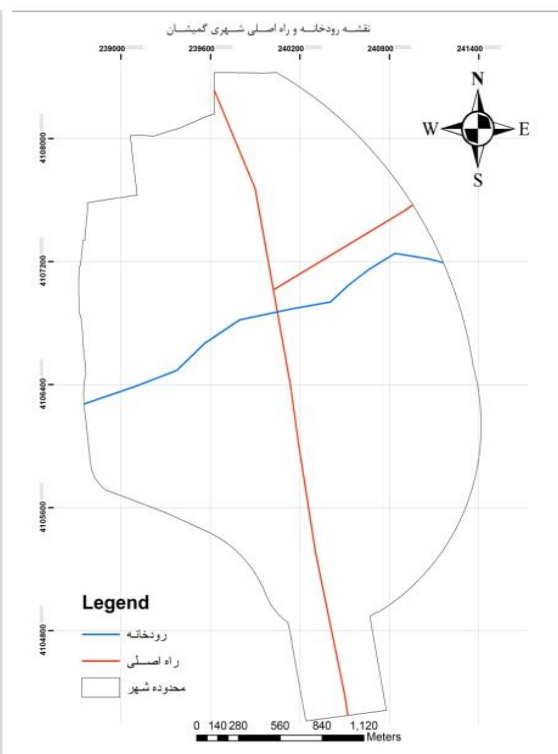 نقشه رودخانه و راه اصلی شهری گمیشان
239000 239600 240200 240800 241400
N
W E
S
4108000
4107200
4106400
4105600
4104800
Legend
رودخانه
راه اصلی
محدوده شهر
0 140 280 560 840 1,120
Meters